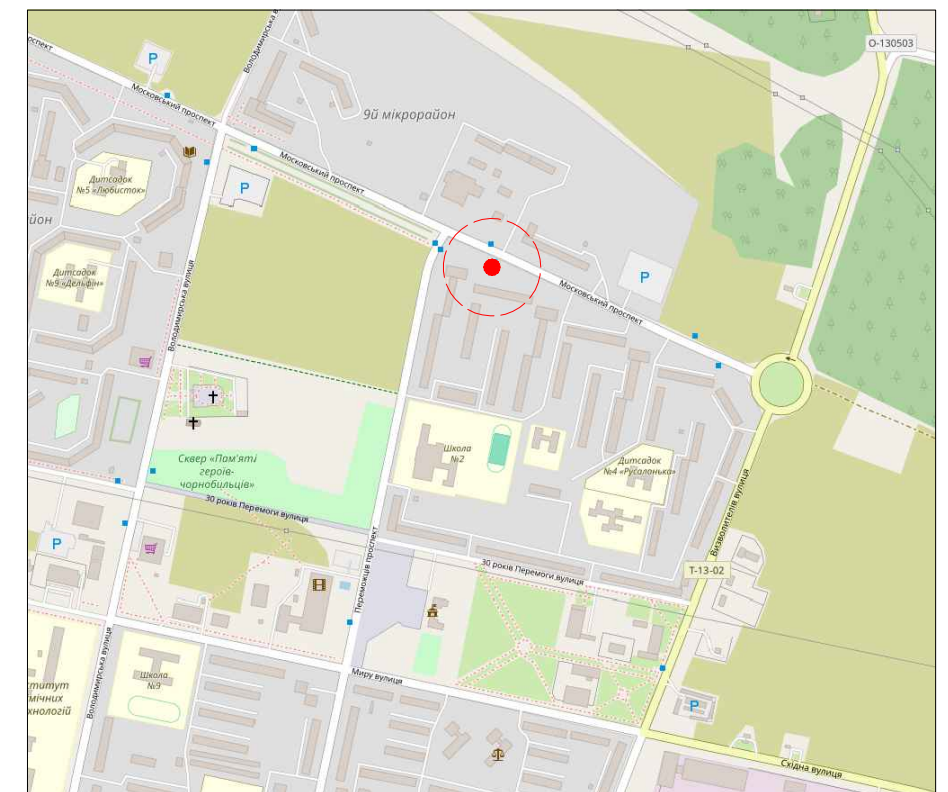 О-130503
P
Володимирська вулиця
Московський проспект
9й мікрорайон
Московський проспект
Дитсадок
№5 «Любисток»
P
Дитсадок
№9 «Дельфін»
Володимирська вулиця
P
Московський проспект
Школа
№2
Дитсадок
№4 «Русалонька»
Сквер «Пам'яті
героїв-
чорнобильців»
30 років Перемоги вулиця
Визволителів вулиця
P
30 років Перемоги вулиця
Т-13-02
Переможців проспект
Володимирська вулиця
Школа
№9
Миру вулиця
P
Східна вулиця